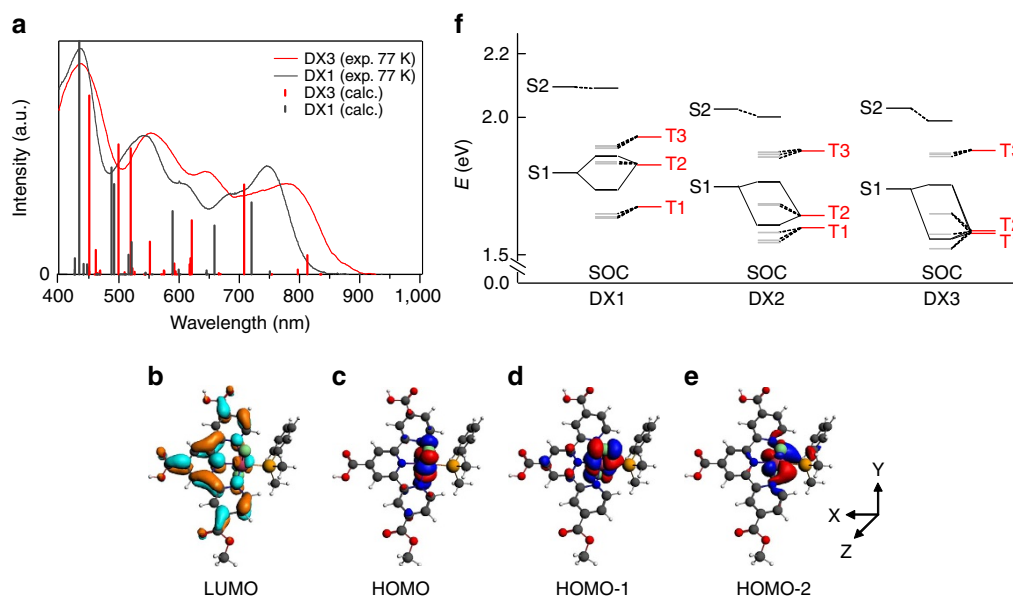 a
Intensity (a.u.)
DX3 (exp. 77 K)
DX1 (exp. 77 K)
DX3 (calc.)
DX1 (calc.)
0
400 500 600 700 800 900 1,000
Wavelength (nm)
f
E (eV)
2.2
2.0
1.5
0.0
S2
S1
T3
T2
T1
SOC
DX1
S2
S1
T3
T2
T1
SOC
DX2
S2
S1
SOC
DX3
b
LUMO
c
HOMO
d
HOMO-1
e
HOMO-2
Y
X
Z